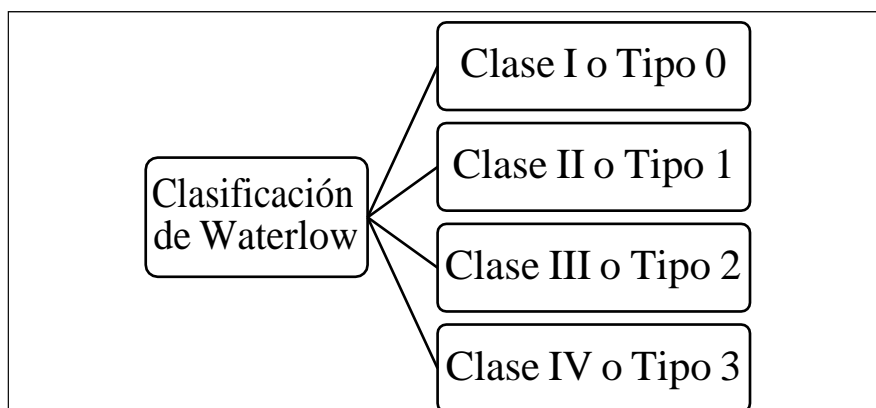 Clasificación
de Waterlow
Clase I o Tipo 0
Clase II o Tipo 1
Clase III o Tipo 2
Clase IV o Tipo 3